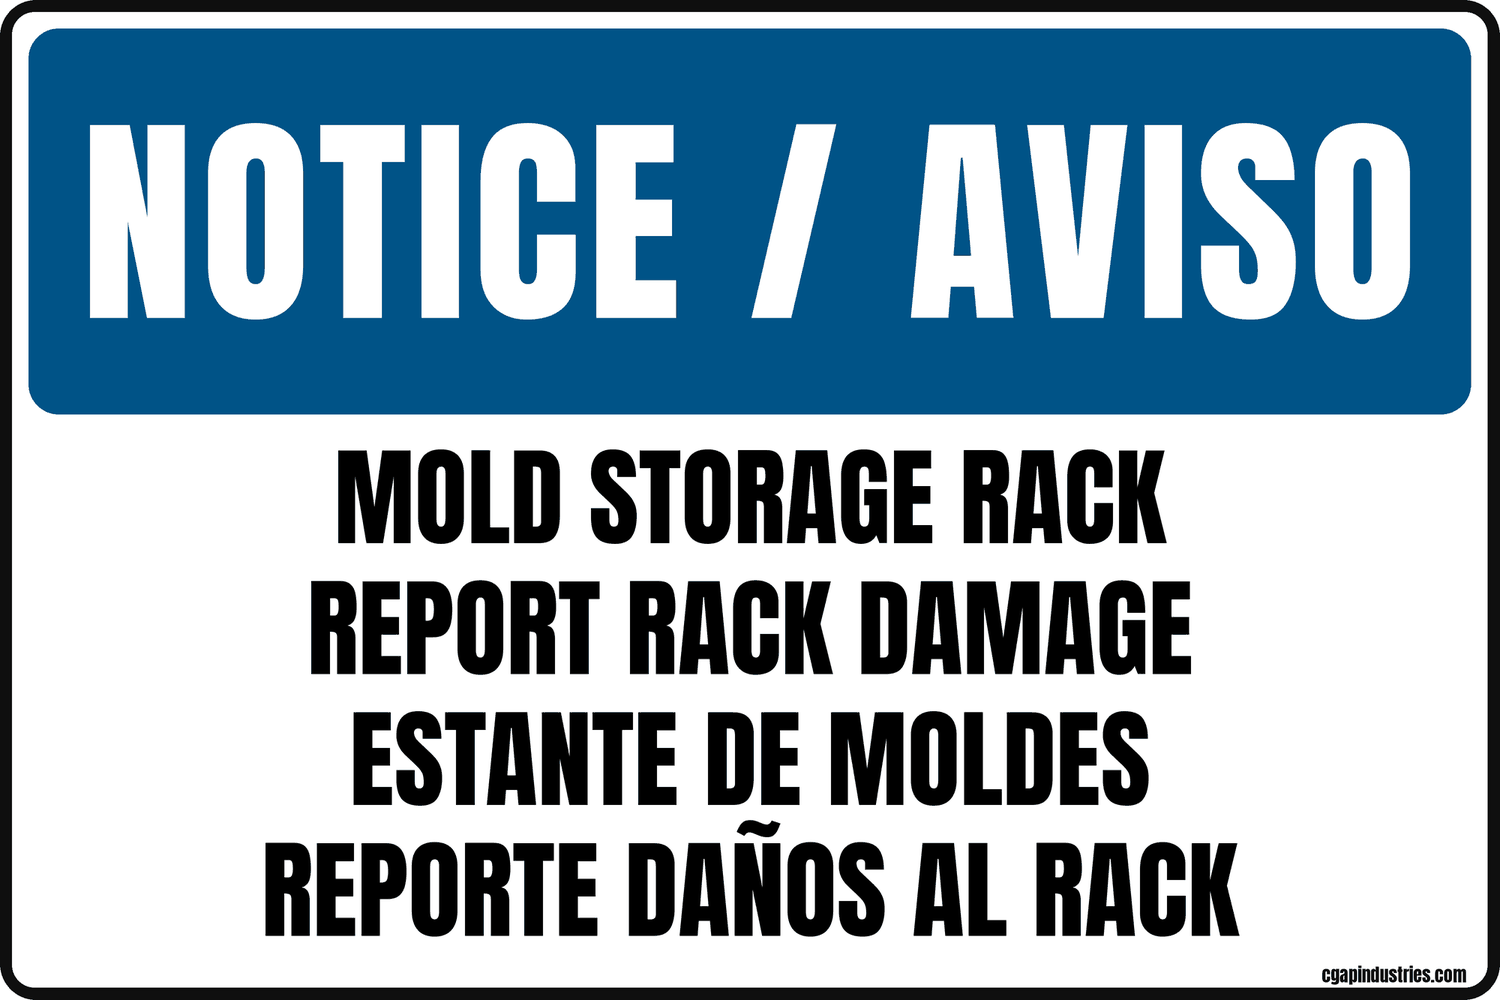 NOTICE / AVISO
MOLD STORAGE RACK
REPORT RACK DAMAGE
ESTANTE DE MOLDES
REPORTE DAÑOS AL RACK
cgapindustries.com